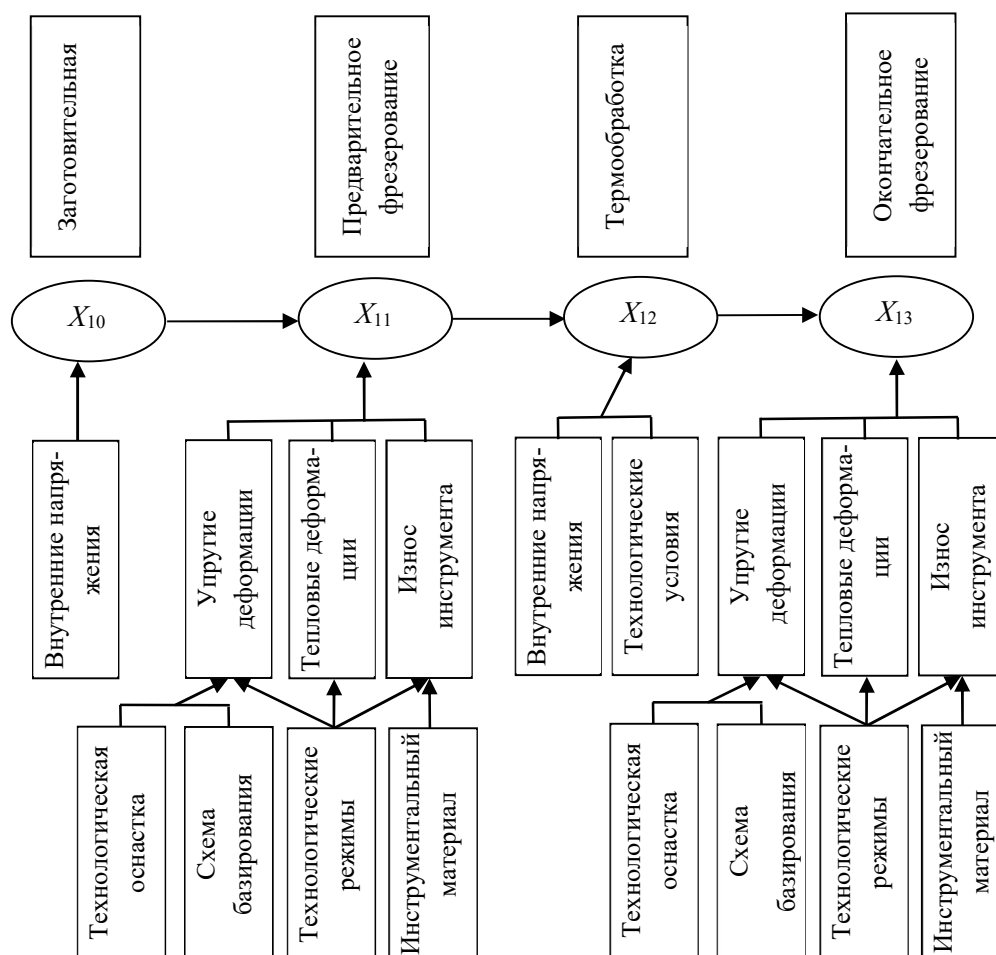 Заготовительная
Предварительное
фрезерование
Термообработка
Окончательное
фрезерование
X10
X11
X12
X13
Внутренние напря-
жения
Упругие
деформации
Тепловые деформа-
ции
Износ
инструмента
Внутренние напря-
жения
Технологические
условия
Упругие
деформации
Тепловые деформа-
ции
Износ
инструмента
Технологическая
оснастка
Схема
базирования
Технологические
режимы
Инструментальный
материал
Технологическая
оснастка
Схема
базирования
Технологические
режимы
Инструментальный
материал